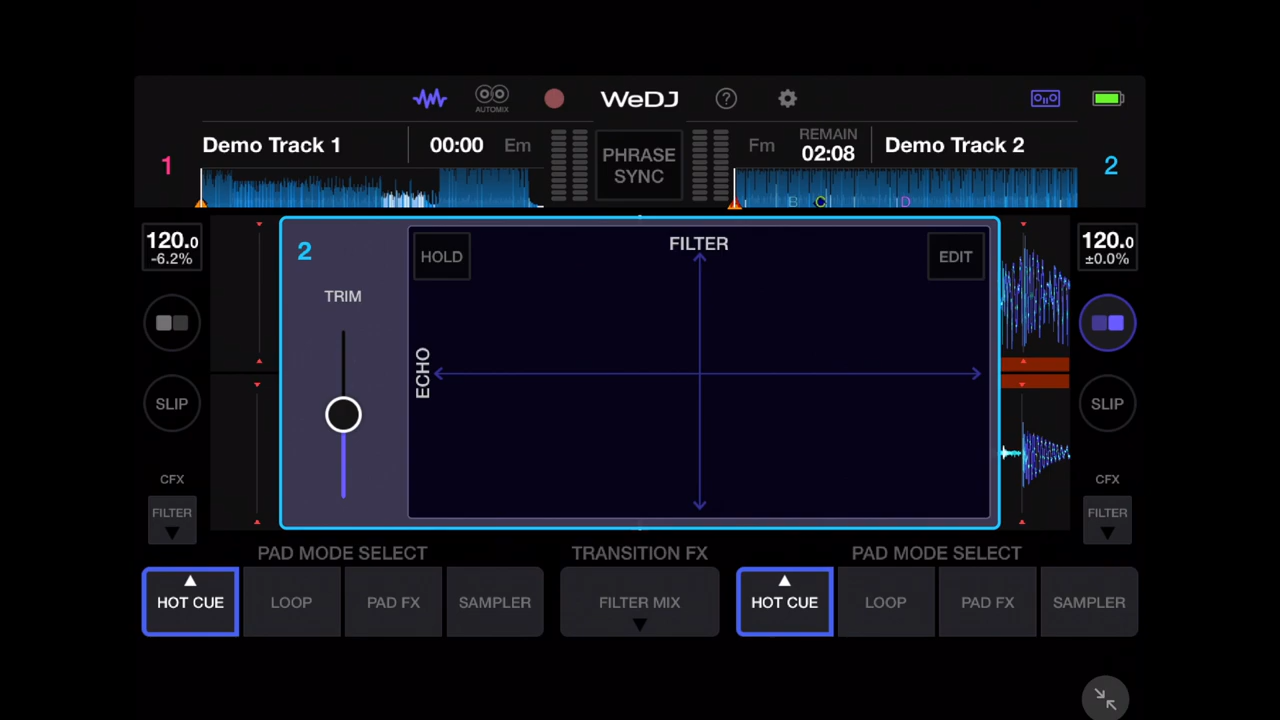 AUTOMIX
WeDJ
?
1
Demo Track 1
00:00
Em
PHRASE
SYNC
Fm
REMAIN
02:08
Demo Track 2
2
B
C
D
120.0
-6.2%
2
TRIM
HOLD
FILTER
EDIT
ECHO
120.0
±0.0%
SLIP
SLIP
CFX
FILTER
CFX
FILTER
PAD MODE SELECT
TRANSITION FX
PAD MODE SELECT
HOT CUE
LOOP
PAD FX
SAMPLER
FILTER MIX
HOT CUE
LOOP
PAD FX
SAMPLER